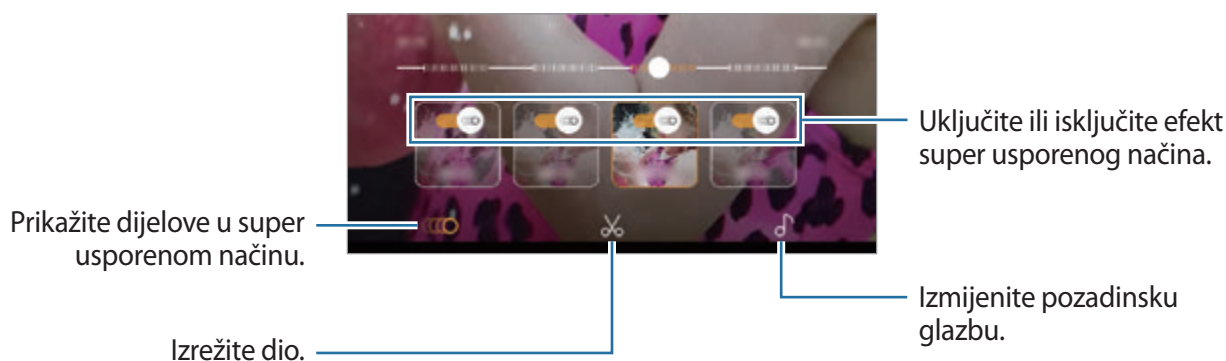 Uključite ili isključite efekt
super usporenog načina.
Prikažite dijelove u super
usporenom načinu.
Izmijenite pozadinsku
glazbu.
Izrežite dio.